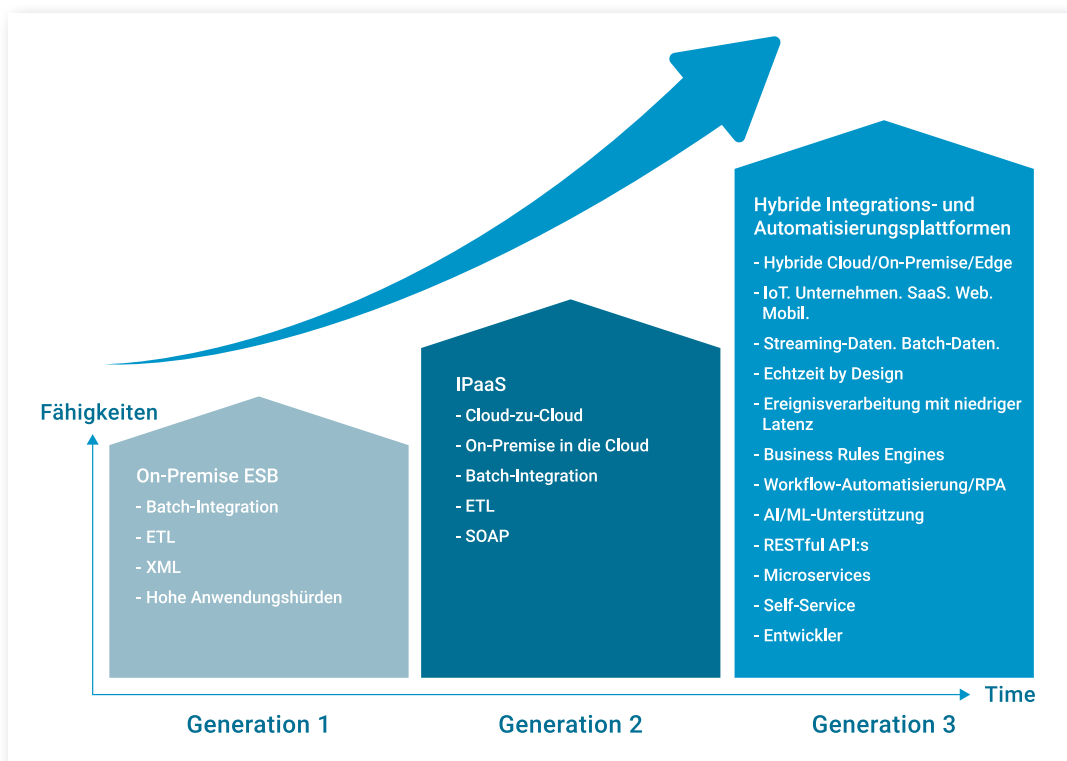 Fähigkeiten
On-Premise ESB
- Batch-Integration
- ETL
- XML
- Hohe Anwendungshürden
IPaaS
- Cloud-zu-Cloud
- On-Premise in die Cloud
- Batch-Integration
- ETL
- SOAP
Hybride Integrations- und
Automatisierungsplattformen
- Hybride Cloud/On-Premise/Edge
- IoT. Unternehmen. SaaS. Web.
Mobil.
- Streaming-Daten. Batch-Daten.
- Echtzeit by Design
- Ereignisverarbeitung mit niedriger
Latenz
- Business Rules Engines
- Workflow-Automatisierung/RPA
- AI/ML-Unterstützung
- RESTful API:s
- Microservices
- Self-Service
- Entwickler
Time
Generation 1
Generation 2
Generation 3